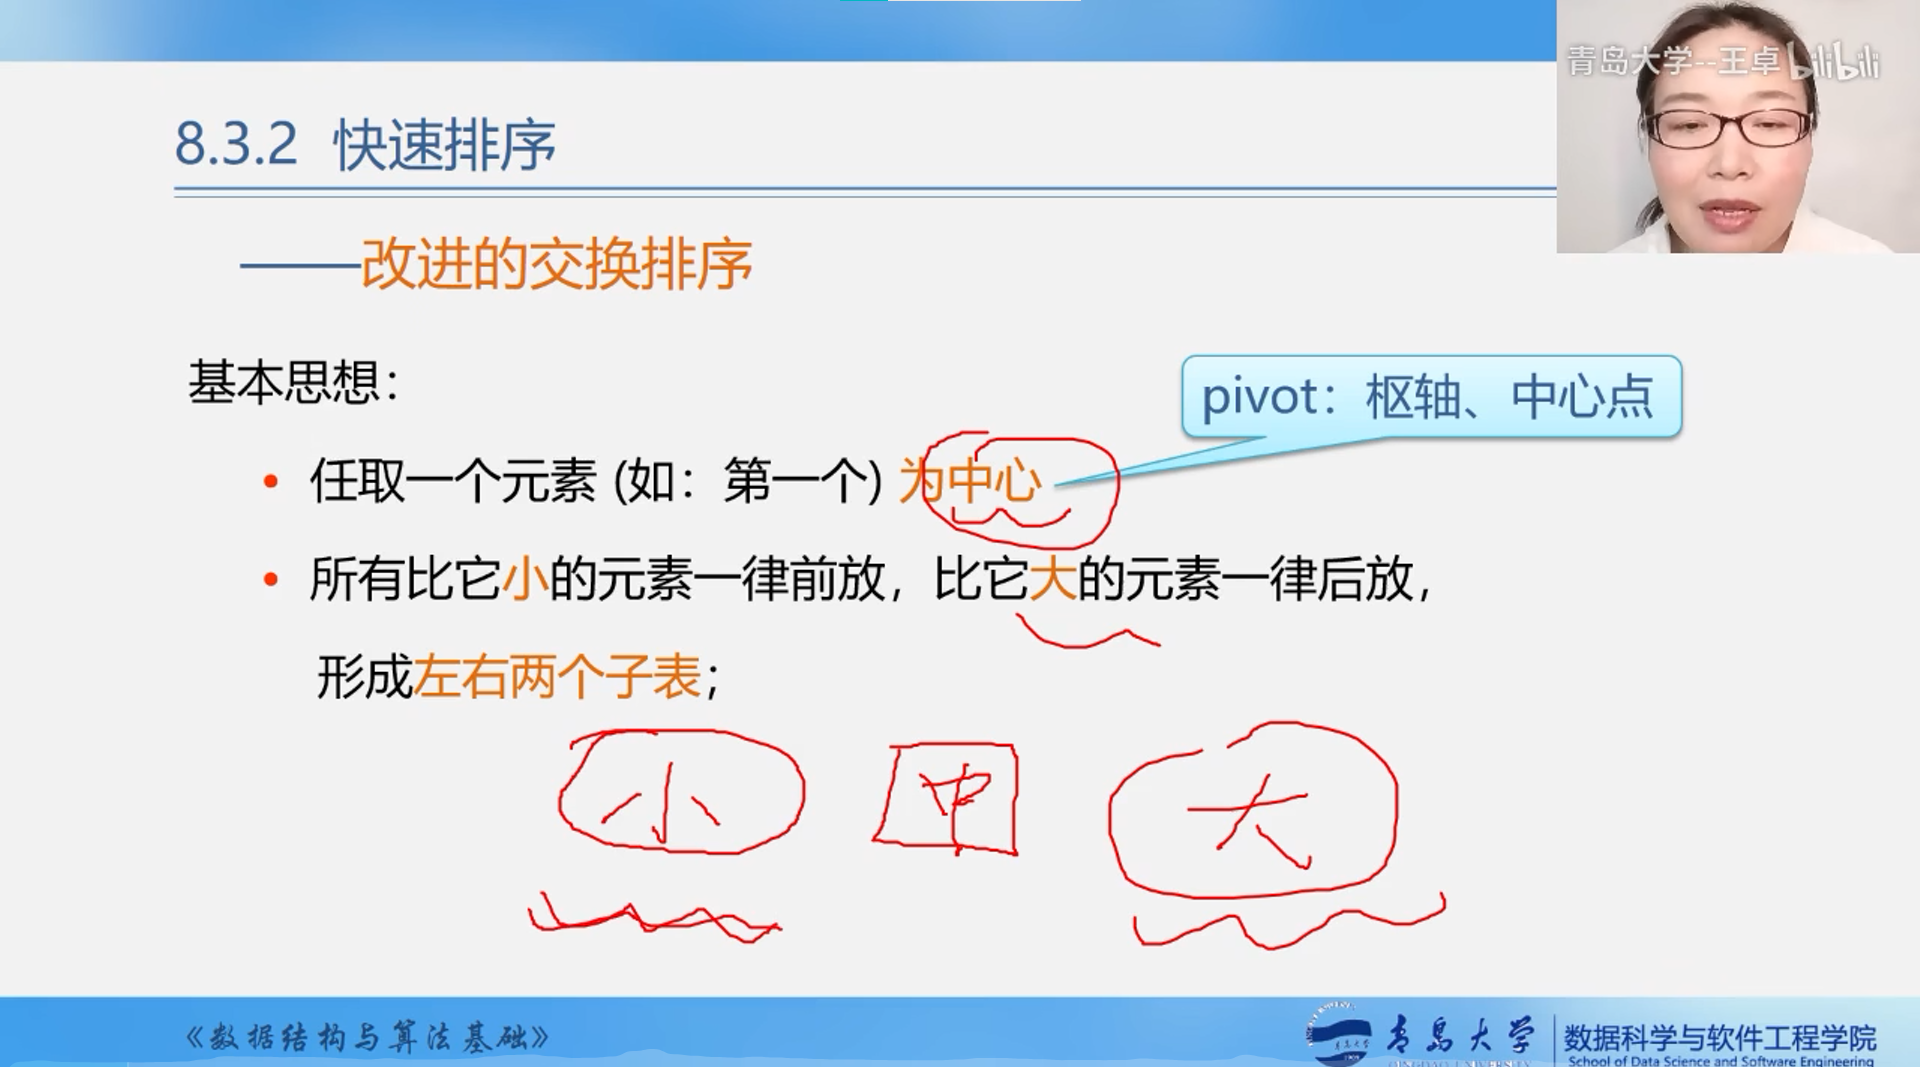 青岛大学--王卓 bilibili
8.3.2 快速排序
——改进的交换排序
基本思想：
pivot：枢轴、中心点
• 任取一个元素 (如：第一个) 为中心
• 所有比它小的元素一律前放，比它大的元素一律后放，
形成左右两个子表；
小 中 大
《数据结构与算法基础》
青岛大学
数据科学与软件工程学院
School of Data Science and Software Engineering